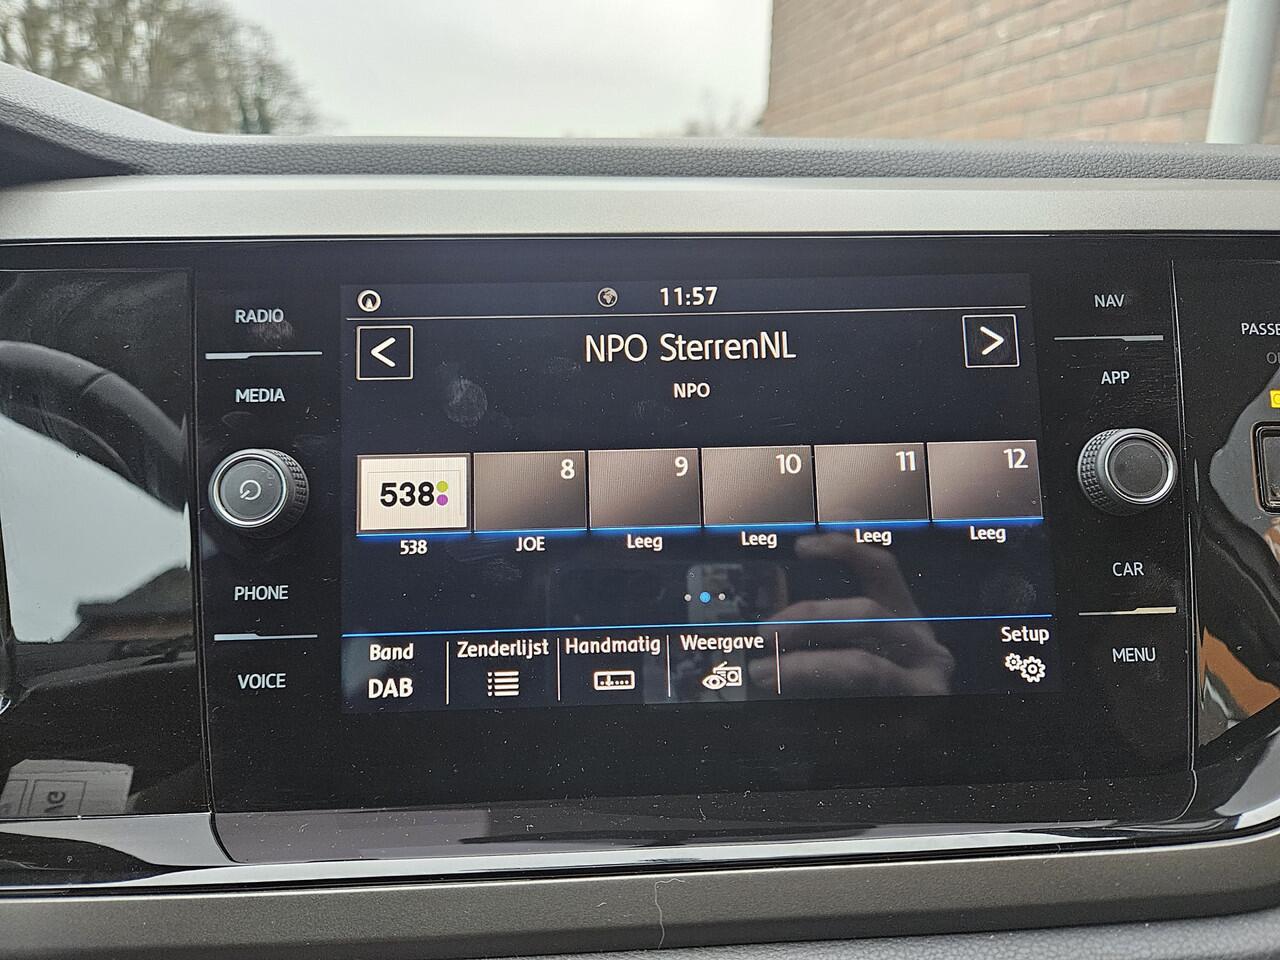 11:57
NPO SterrenNL
NPO
RADIO
MEDIA
PHONE
VOICE
NAV
APP
CAR
MENU
538
8
9
10
11
12
538
JOE
Leeg
Leeg
Leeg
Leeg
Band
DAB
Zenderlijst
Handmatig
Weergave
Setup
PASSE